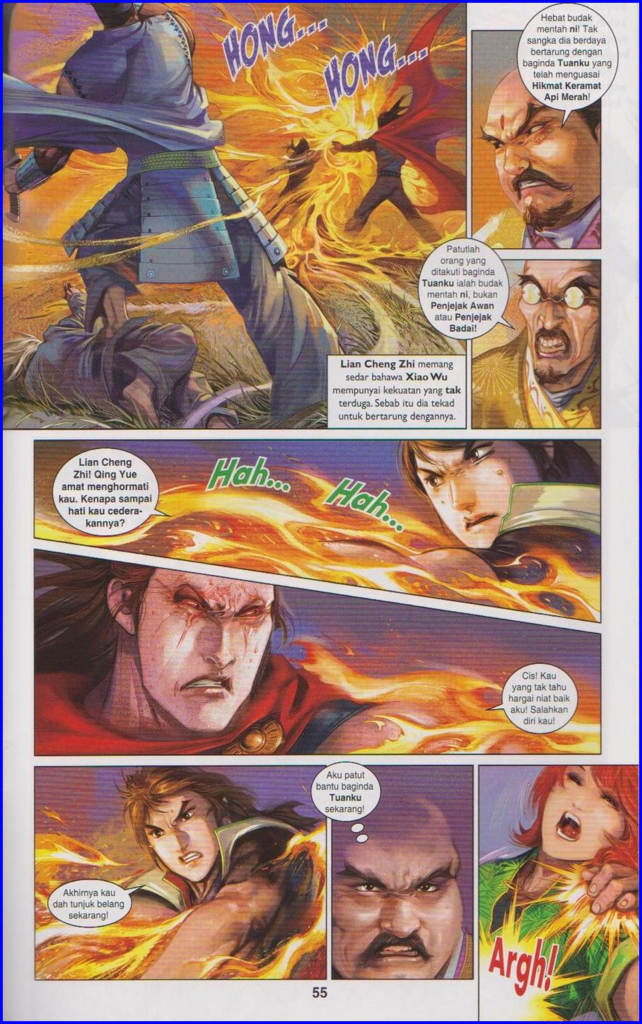 HONG...
HONG...
Hebat budak
mentah ni! Tak
sangka dia berdaya
bertarung dengan
baginda Tuanku yang
telah menguasai
Hikmat Keramat
Api Merah!
Patutlah
orang yang
ditakuti baginda
Tuanku ialah budak
mentah ni, bukan
Penjejak Awan
atau Penjejak
Badai!
Lian Cheng Zhi memang
sedar bahawa Xiao Wu
mempunyai kekuatan yang tak
terduga. Sebab itu dia tekad
untuk bertarung dengannya.
Lian Cheng
Zhi! Qing Yue
amat menghormati
kau. Kenapa sampai
hati kau cedera-
kannya?
Hah...
Hah...
Cis! Kau
yang tak tahu
hargai niat baik
aku! Salahkan
diri kau!
Akhirnya kau
dah tunjuk belang
sekarang!
Aku patut
bantu baginda
Tuanku
sekarang!
Argh!
55